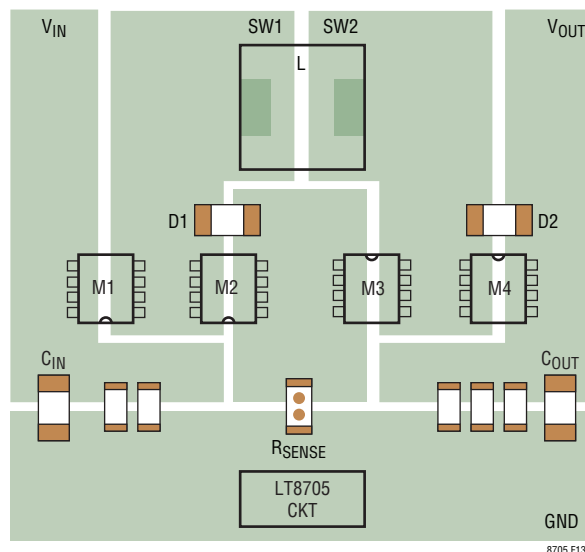 VIN SW1 SW2 VOUT
L
D1 D2
M1 M2 M3 M4
CIN COUT
RSENSE
LT8705
CKT
GND
8705 F13